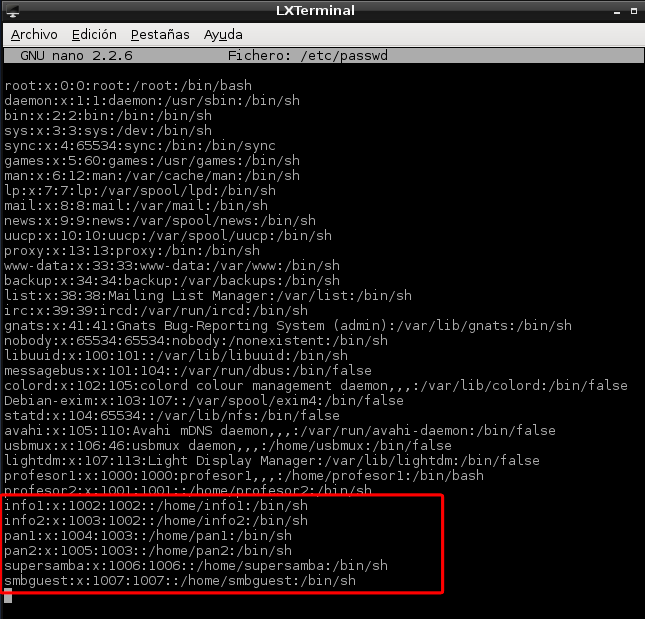 LXTerminal
Archivo Edición Pestañas Ayuda
GNU nano 2.2.6 Fichero: /etc/passwd
root:x:0:0:root:/root:/bin/bash
daemon:x:1:1:daemon:/usr/sbin:/bin/sh
bin:x:2:2:bin:/bin:/bin/sh
sys:x:3:3:sys:/dev:/bin/sh
sync:x:4:65534:sync:/bin:/bin/sync
games:x:5:60:games:/usr/games:/bin/sh
man:x:6:12:man:/var/cache/man:/bin/sh
lp:x:7:7:lp:/var/spool/lpd:/bin/sh
mail:x:8:8:mail:/var/mail:/bin/sh
news:x:9:9:news:/var/spool/news:/bin/sh
uucp:x:10:10:uucp:/var/spool/uucp:/bin/sh
proxy:x:13:13:proxy:/bin:/bin/sh
www-data:x:33:33:www-data:/var/www:/bin/sh
backup:x:34:34:backup:/var/backups:/bin/sh
list:x:38:38:Mailing List Manager:/var/list:/bin/sh
irc:x:39:39:ircd:/var/run/ircd:/bin/sh
gnats:x:41:41:Gnats Bug-Reporting System (admin):/var/lib/gnats:/bin/sh
nobody:x:65534:65534:nobody:/nonexistent:/bin/sh
libuuid:x:100:101::/var/lib/libuuid:/bin/sh
messagebus:x:101:104::/var/run/dbus:/bin/false
colord:x:102:105:colord colour management daemon,,,:/var/lib/colord:/bin/false
Debian-exim:x:103:107::/var/spool/exim4:/bin/false
statd:x:104:65534::/var/lib/nfs:/bin/false
avahi:x:105:110:Avahi mDNS daemon,,,:/var/run/avahi-daemon:/bin/false
usbmux:x:106:46:usbmux daemon,,,:/home/usbmux:/bin/false
lightdm:x:107:113:Light Display Manager:/var/lib/lightdm:/bin/false
profesor1:x:1000:1000:profesor1,,,:/home/profesor1:/bin/bash
profesor2:x:1001:1001::/home/profesor2:/bin/sh
info1:x:1002:1002::/home/info1:/bin/sh
info2:x:1003:1002::/home/info2:/bin/sh
pan1:x:1004:1003::/home/pan1:/bin/sh
pan2:x:1005:1003::/home/pan2:/bin/sh
supersamba:x:1006:1006::/home/supersamba:/bin/sh
smbguest:x:1007:1007::/home/smbguest:/bin/sh